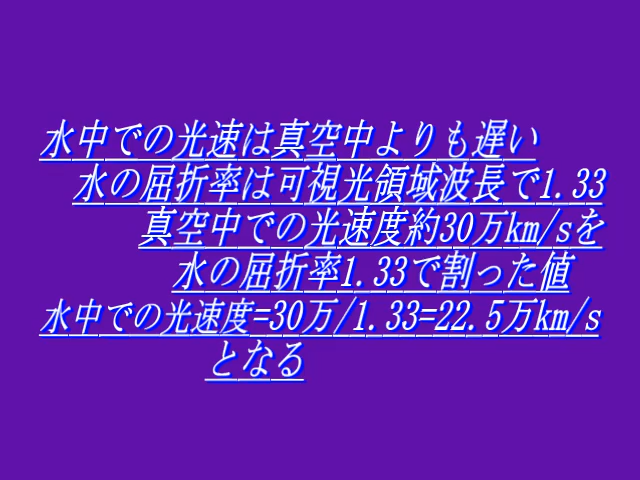 水中での光速は真空中よりも遅い
水の屈折率は可視光領域波長で1.33
真空中での光速度約30万km/sを
水の屈折率1.33で割った値
水中での光速度=30万/1.33=22.5万km/s
となる